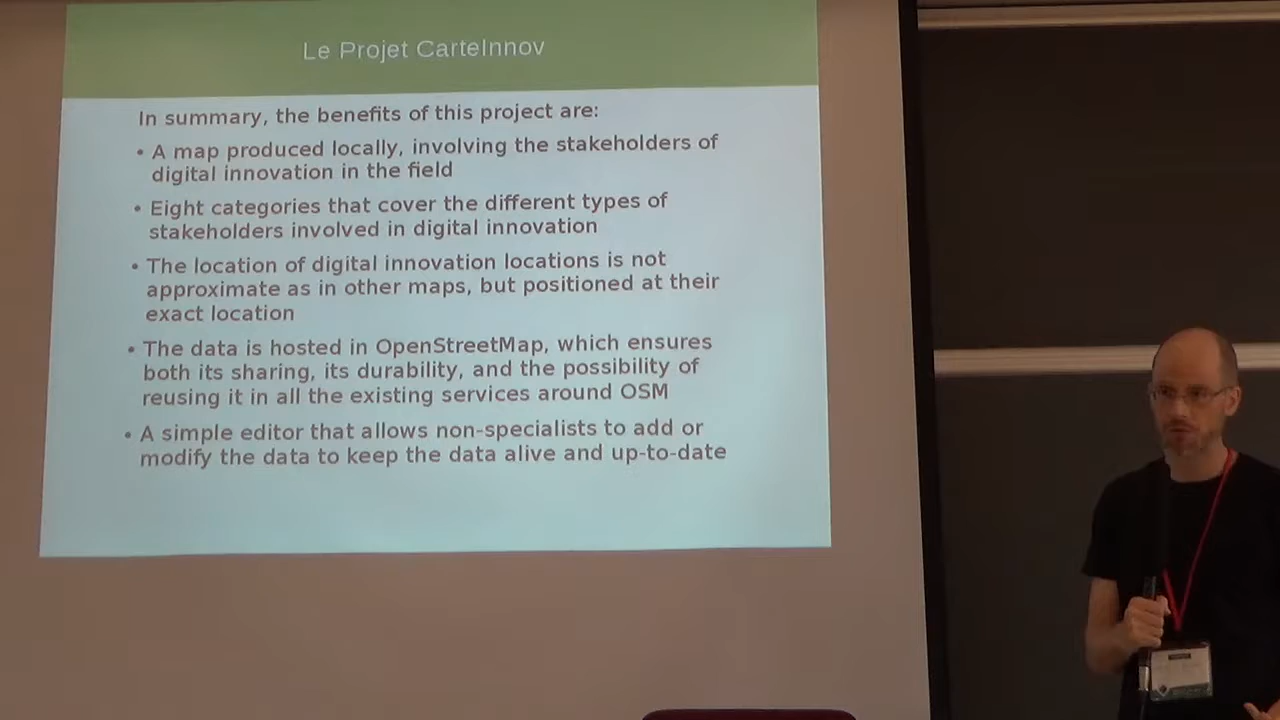 Le Projet CarteInnov
In summary, the benefits of this project are:
• A map produced locally, involving the stakeholders of
digital innovation in the field
• Eight categories that cover the different types of
stakeholders involved in digital innovation
• The location of digital innovation locations is not
approximate as in other maps, but positioned at their
exact location
• The data is hosted in OpenStreetMap, which ensures
both its sharing, its durability, and the possibility of
reusing it in all the existing services around OSM
• A simple editor that allows non-specialists to add or
modify the data to keep the data alive and up-to-date